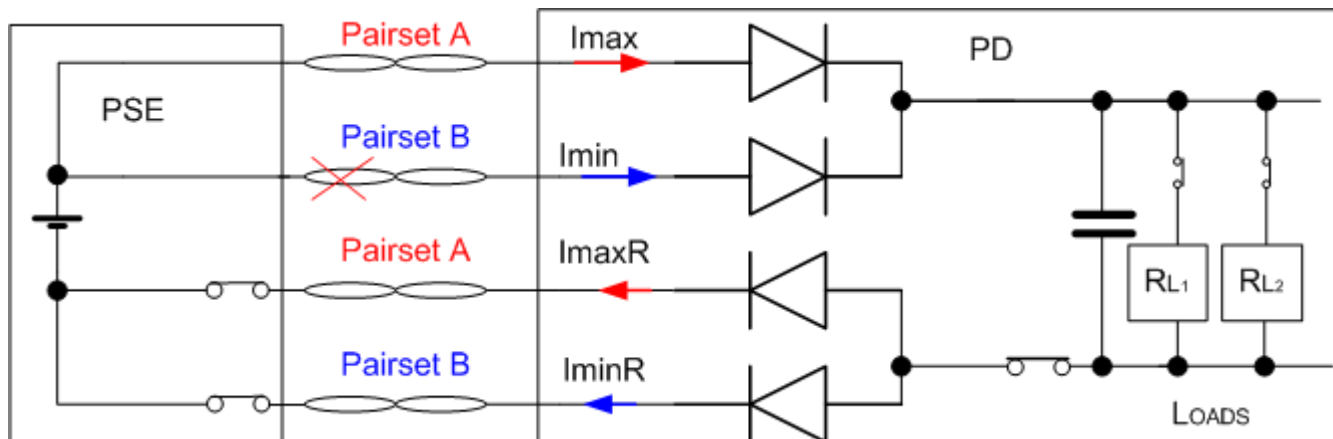 Pairset A
Imax
PD
PSE
Pairset B
Imin
Pairset A
ImaxR
RL1
RL2
Pairset B
IminR
LOADS